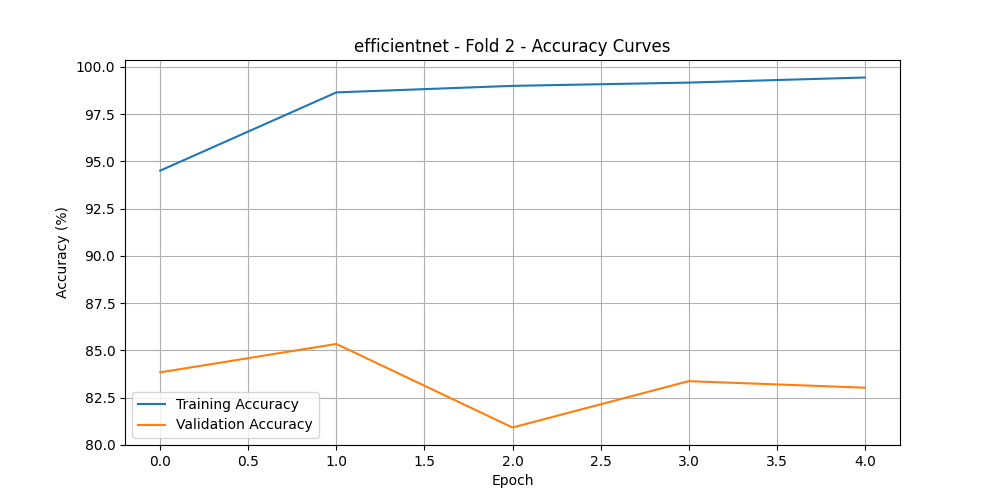 efficientnet - Fold 2 - Accuracy Curves
100.0
97.5
95.0
92.5
90.0
87.5
85.0
82.5
80.0
Accuracy (%)
Training Accuracy
Validation Accuracy
0.0 0.5 1.0 1.5 2.0 2.5 3.0 3.5 4.0
Epoch